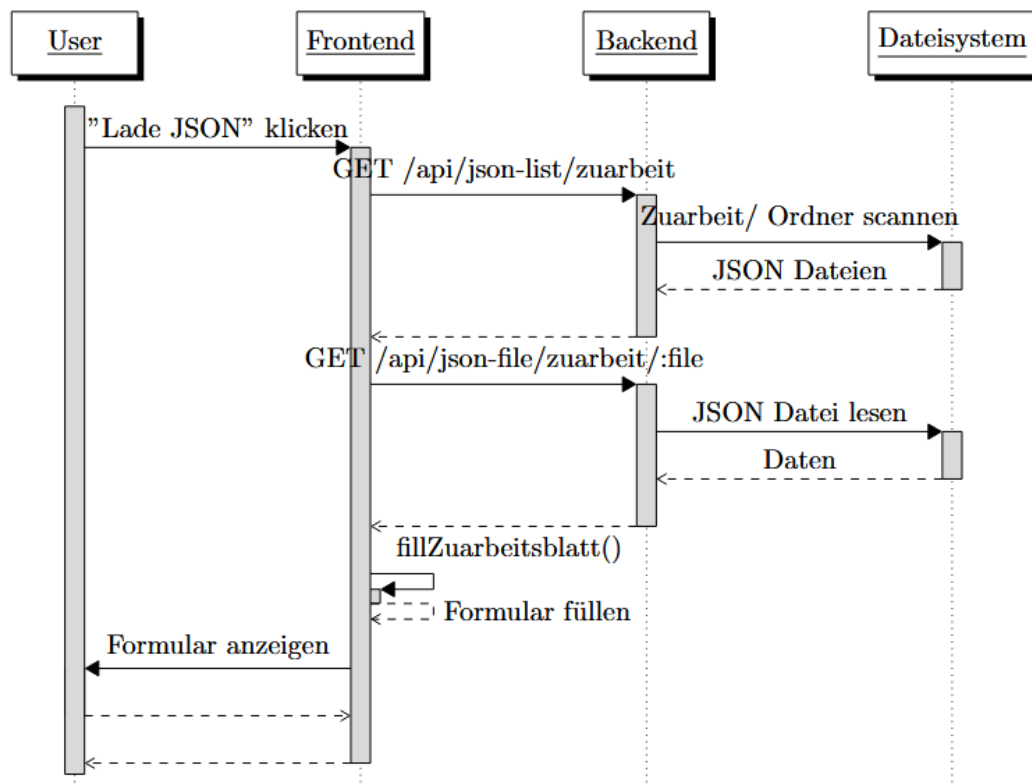 User
Frontend
Backend
Dateisystem
”Lade JSON” klicken
GET /api/json-list/zuarbeit
Zuarbeit/ Ordner scannen
JSON Dateien
GET /api/json-file/zuarbeit/:file
JSON Datei lesen
Daten
fillZuarbeitsblatt()
Formular füllen
Formular anzeigen